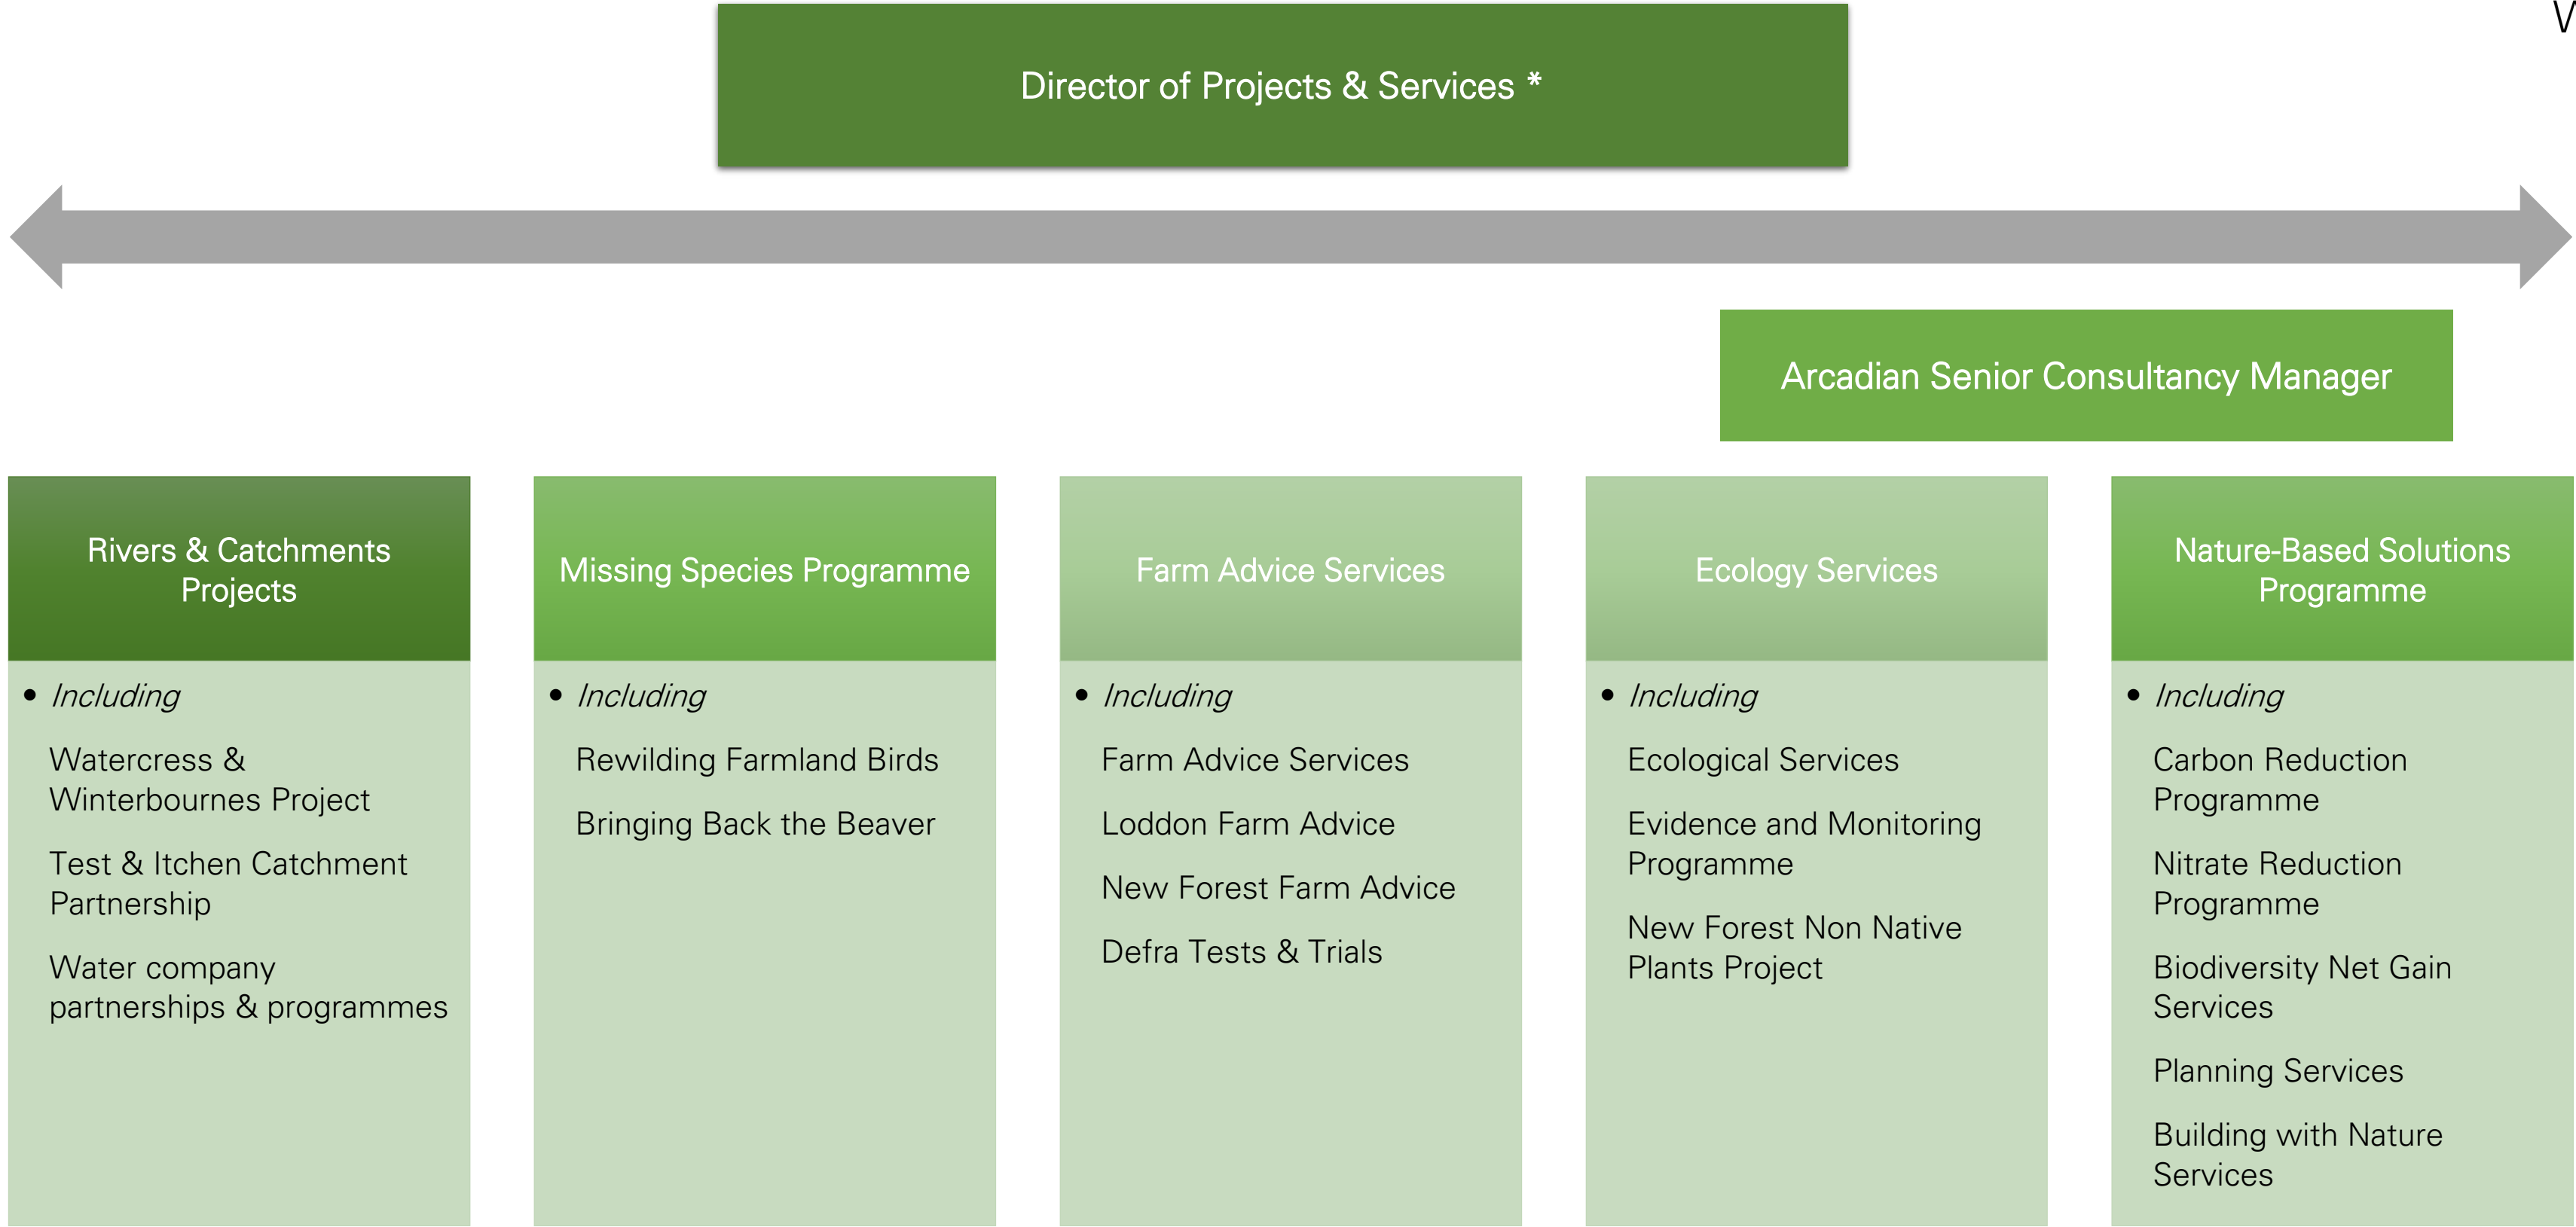 V
Director of Projects & Services *
Arcadian Senior Consultancy Manager
Rivers & Catchments
Projects
• Including
Watercress &
Winterbournes Project
Test & Itchen Catchment
Partnership
Water company
partnerships & programmes
Missing Species Programme
• Including
Rewilding Farmland Birds
Bringing Back the Beaver
Farm Advice Services
• Including
Farm Advice Services
Loddon Farm Advice
New Forest Farm Advice
Defra Tests & Trials
Ecology Services
• Including
Ecological Services
Evidence and Monitoring
Programme
New Forest Non Native
Plants Project
Nature-Based Solutions
Programme
• Including
Carbon Reduction
Programme
Nitrate Reduction
Programme
Biodiversity Net Gain
Services
Planning Services
Building with Nature
Services